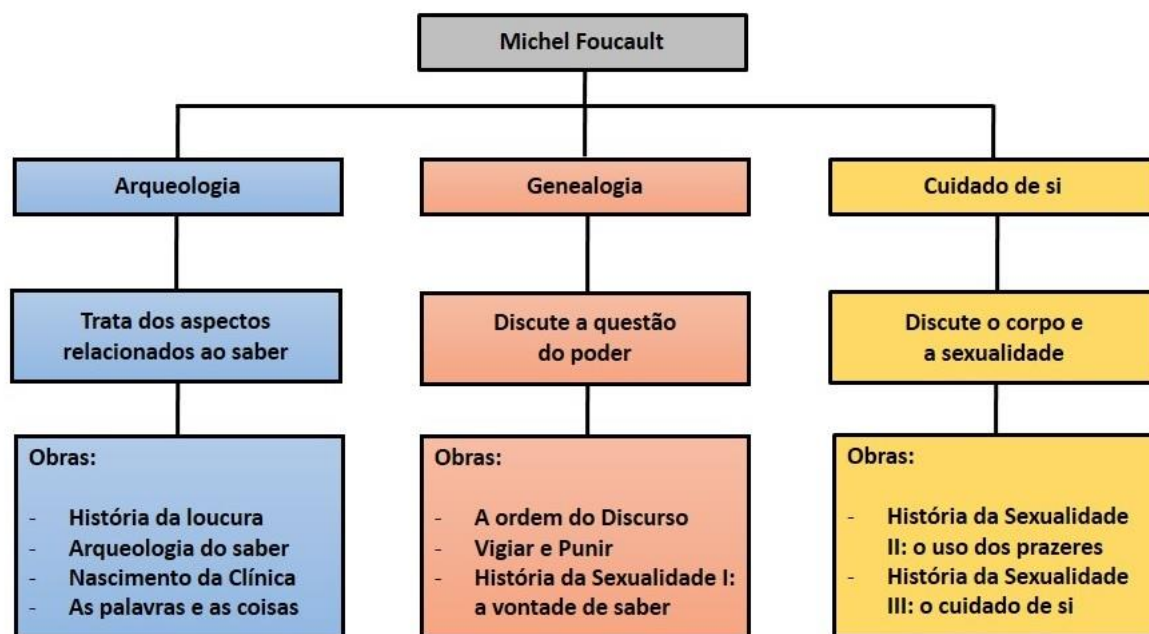 Michel Foucault
Arqueologia
Trata dos aspectos
relacionados ao saber
Obras:
- História da loucura
- Arqueologia do saber
- Nascimento da Clínica
- As palavras e as coisas
Genealogia
Discute a questão
do poder
Obras:
- A ordem do Discurso
- Vigiar e Punir
- História da Sexualidade I:
a vontade de saber
Cuidado de si
Discute o corpo e
a sexualidade
Obras:
- História da Sexualidade
II: o uso dos prazeres
- História da Sexualidade
III: o cuidado de si